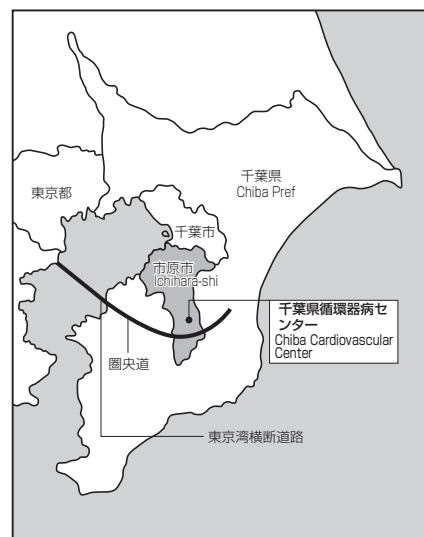 千葉県
Chiba Pref
東京都
千葉市
市原市
Ichihara-shi
千葉県循環器病セ
ンター
Chiba Cardiovascular
Center
圏央道
東京湾横断道路